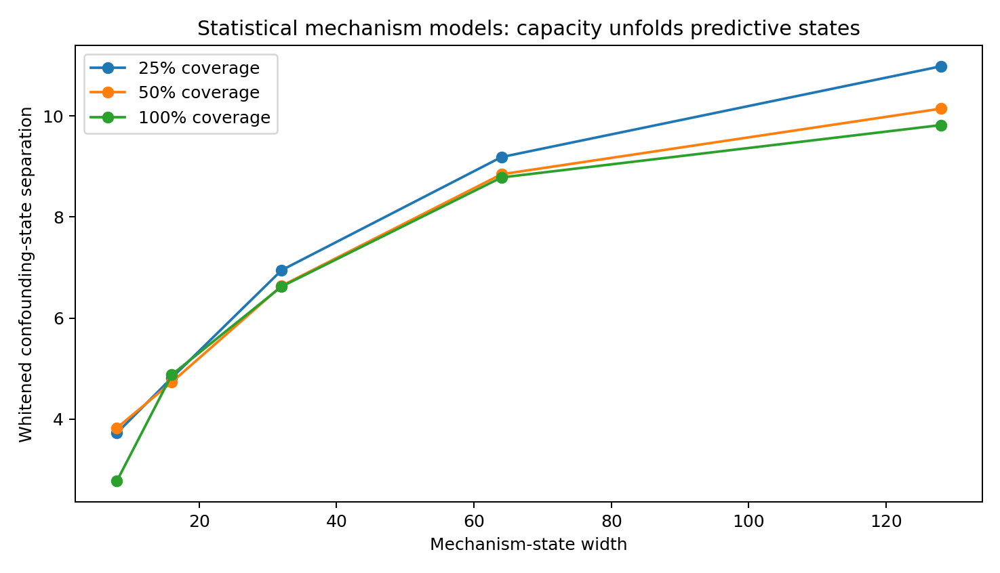 Statistical mechanism models: capacity unfolds predictive states
25% coverage
50% coverage
100% coverage
Whitened confounding-state separation
10
8
6
4
20
40
60
80
100
120
Mechanism-state width